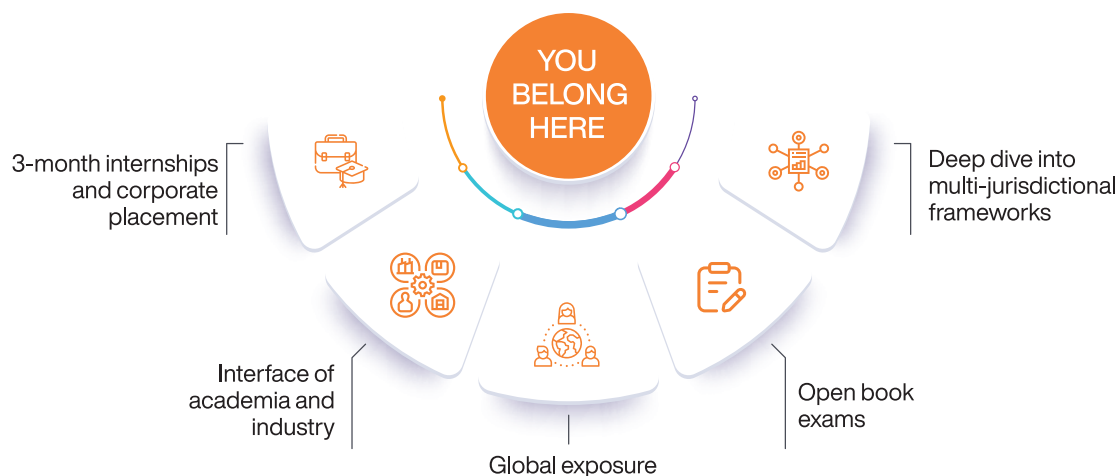 YOU
BELONG
HERE
3-month internships
and corporate
placement
Interface of
academia and
industry
Global exposure
Open book
exams
Deep dive into
multi-jurisdictional
frameworks